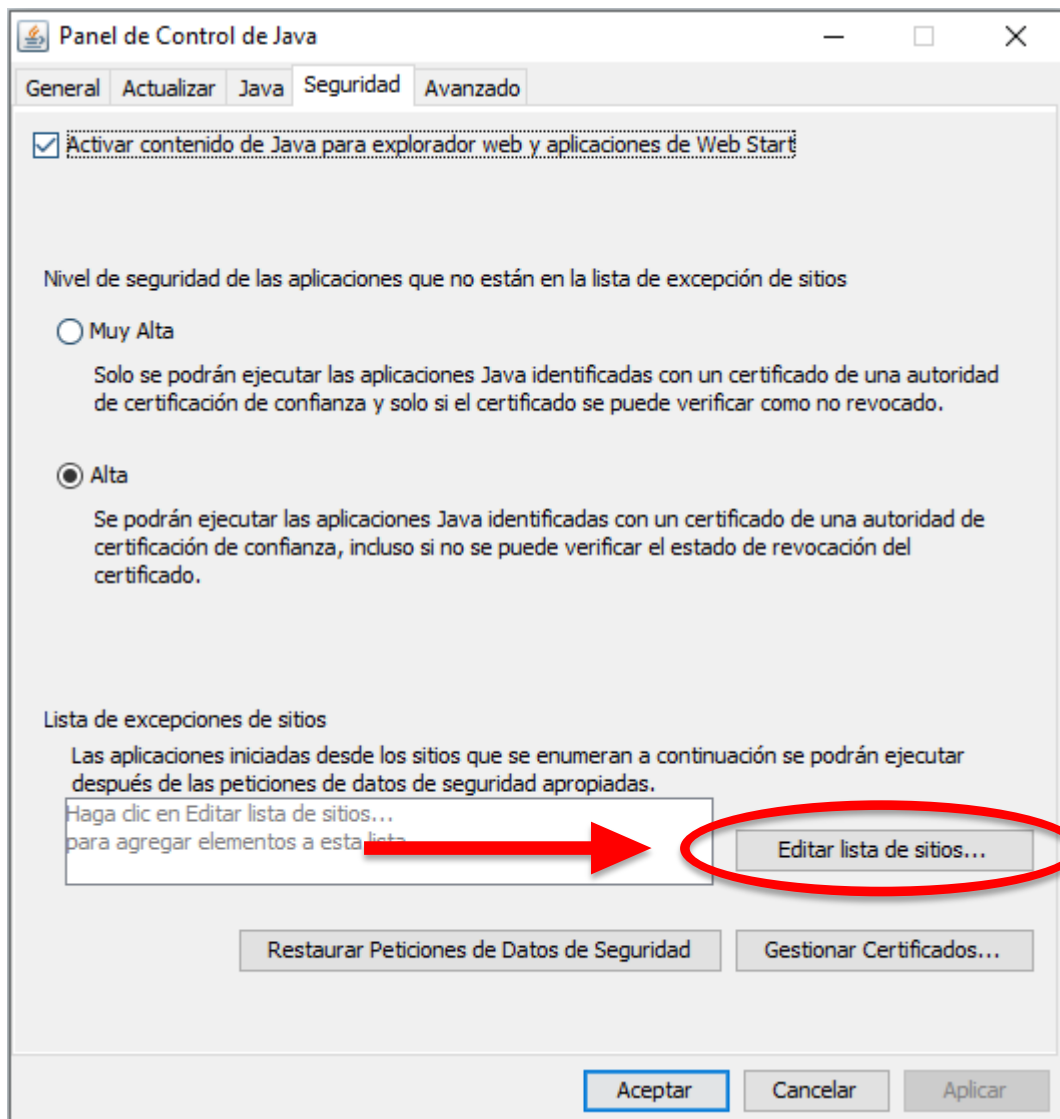 Panel de Control de Java
General Actualizar Java Seguridad Avanzado
Activar contenido de Java para explorador web y aplicaciones de Web Start
Nivel de seguridad de las aplicaciones que no están en la lista de excepción de sitios
Muy Alta
Solo se podrán ejecutar las aplicaciones Java identificadas con un certificado de una autoridad
de certificación de confianza y solo si el certificado se puede verificar como no revocado.
Alta
Se podrán ejecutar las aplicaciones Java identificadas con un certificado de una autoridad de
certificación de confianza, incluso si no se puede verificar el estado de revocación del
certificado.
Lista de excepciones de sitios
Las aplicaciones iniciadas desde los sitios que se enumeran a continuación se podrán ejecutar
después de las peticiones de datos de seguridad apropiadas.
Haga clic en Editar lista de sitios...
para agregar elementos a esta lista
Editar lista de sitios...
Restaurar Peticiones de Datos de Seguridad Gestionar Certificados...
Aceptar Cancelar Aplicar